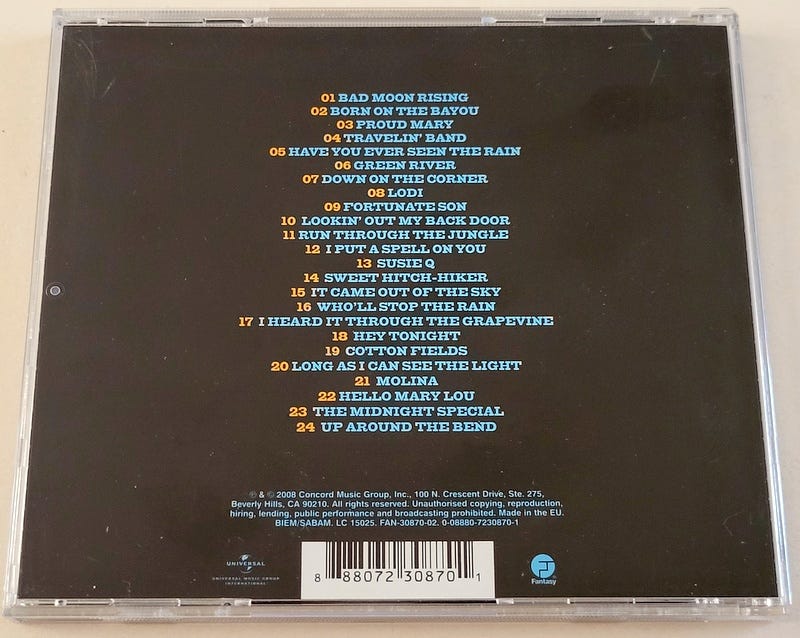 01 BAD MOON RISING
02 BORN ON THE BAYOU
03 PROUD MARY
04 TRAVELIN' BAND
05 HAVE YOU EVER SEEN THE RAIN
06 GREEN RIVER
07 DOWN ON THE CORNER
08 LODI
09 FORTUNATE SON
10 LOOKIN' OUT MY BACK DOOR
11 RUN THROUGH THE JUNGLE
12 I PUT A SPELL ON YOU
13 SUSIE Q
14 SWEET HITCH-HIKER
15 IT CAME OUT OF THE SKY
16 WHO'LL STOP THE RAIN
17 I HEARD IT THROUGH THE GRAPEVINE
18 HEY TONIGHT
19 COTTON FIELDS
20 LONG AS I CAN SEE THE LIGHT
21 MOLINA
22 HELLO MARY LOU
23 THE MIDNIGHT SPECIAL
24 UP AROUND THE BEND
℗ & © 2008 Concord Music Group, Inc., 100 N. Crescent Drive, Ste. 275,
Beverly Hills, CA 90210. All rights reserved. Unauthorised copying, reproduction,
hiring, lending, public performance and broadcasting prohibited. Made in the EU.
BIEM/SABAM. LC 15025. FAN-30870-02. 0-08880-7230870-1
UNIVERSAL
UNIVERSAL MUSIC GROUP
INTERNATIONAL
8 88072 30870 1
Fantasy